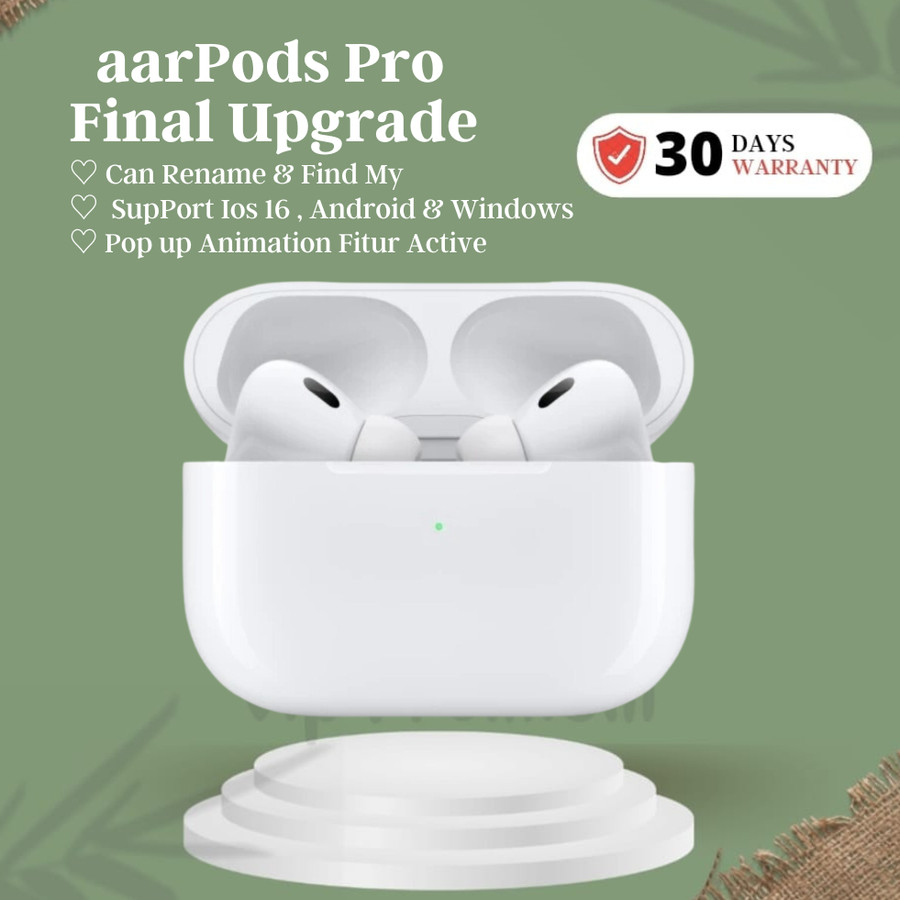 aarPods Pro
Final Upgrade
♡ Can Rename & Find My
♡ SupPort Ios 16 , Android & Windows
♡ Pop up Animation Fitur Active
30 DAYS
WARRANTY